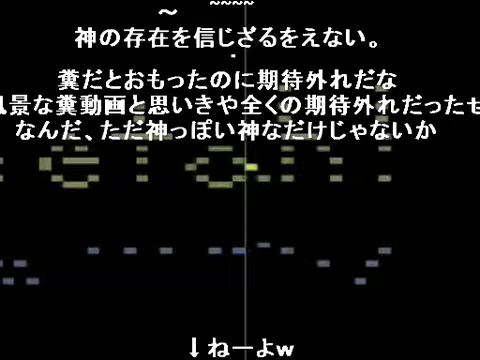 ~
~~~~
神の存在を信じざるをえない。
糞だとおもったのに期待外れだな
景な糞動画と思いきや全くの期待外れだったせ
なんだ、ただ神っぽい神なだけじゃないか
↓ねーよw